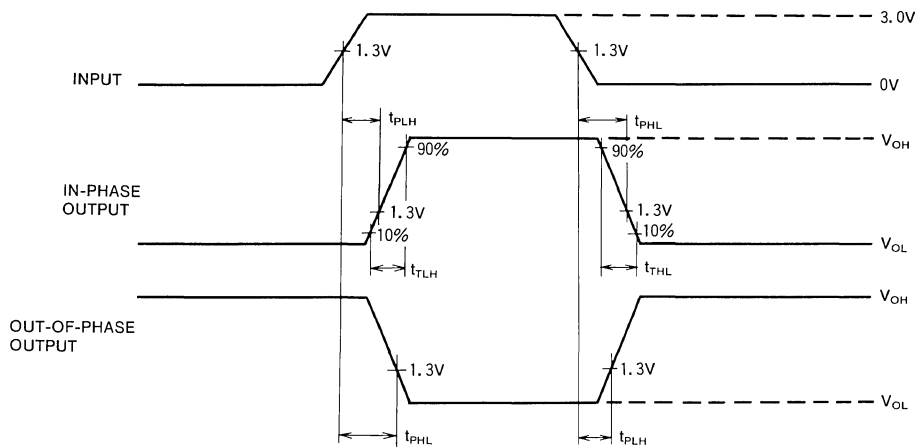 3.0V
1.3V
1.3V
INPUT
0V
tPLH
tPHL
VOH
90%
90%
IN-PHASE
OUTPUT
1.3V
1.3V
10%
10%
VOL
tTLH
tTHL
VOH
OUT-OF-PHASE
OUTPUT
1.3V
1.3V
VOL
tPHL
tPLH